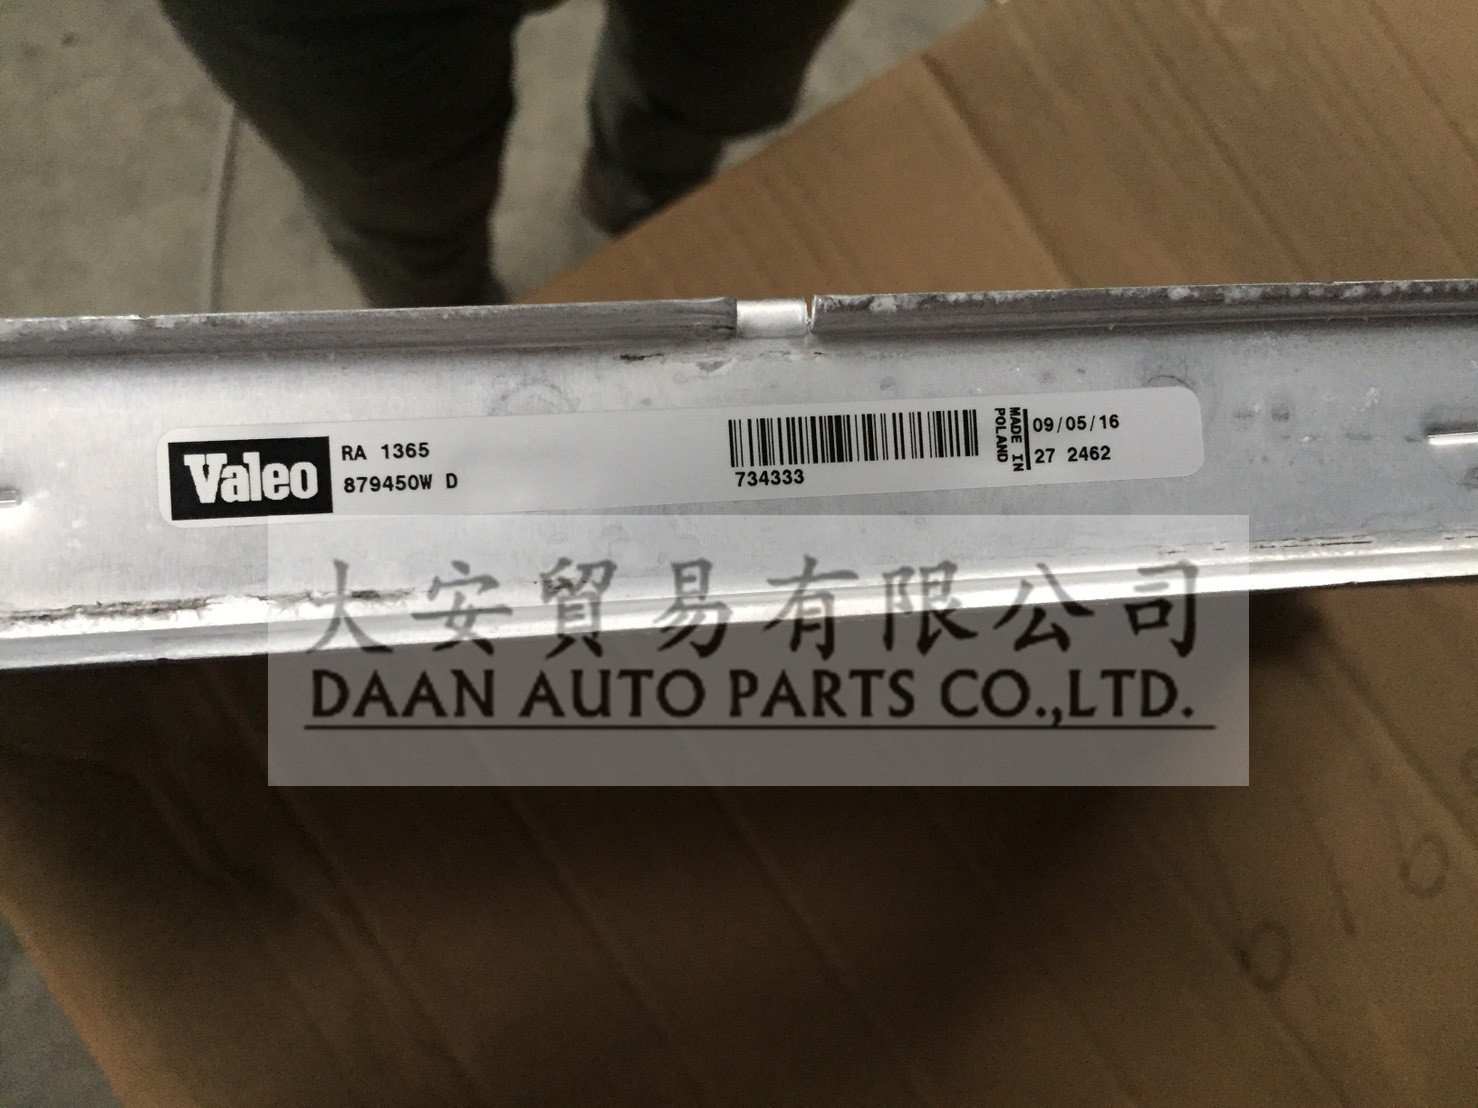 Valeo
RA 1365
879450W D
734333
MADE IN
POLAND
09/05/16
27 2462
大安貿易有限公司
DAAN AUTO PARTS CO.,LTD.